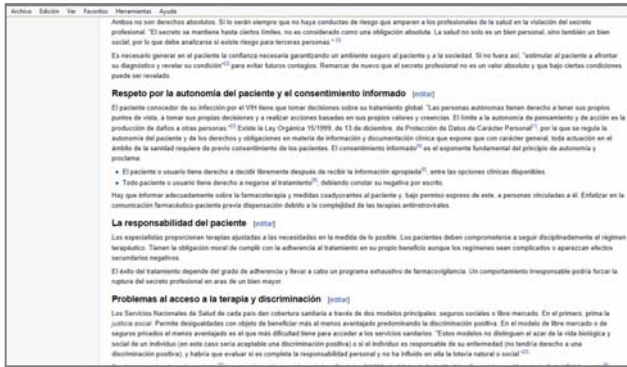 Archivo Edición Ver Favoritos Herramientas Ayuda
Ambos no son derechos absolutos. Sí lo serán siempre que no haya conductas de riesgo que amparen a los profesionales de la salud en la violación del secreto
profesional. "El secreto se mantiene hasta ciertos límites, no es considerado como una obligación absoluta. La salud no solo es un bien personal, sino también un bien
social, por lo que debe analizarse si existe riesgo para terceras personas."
Es necesario generar en el paciente la confianza necesaria garantizando un ambiente seguro al paciente y a la sociedad. Si no fuera así, "estimular al paciente a afrontar
su diagnóstico y revelar su condición" para evitar futuros contagios. Remarcar de nuevo que el secreto profesional no es un valor absoluto y que bajo ciertas condiciones
puede ser revelado.
Respeto por la autonomía del paciente y el consentimiento informado [editar]
El paciente conocedor de su infección por el VIH tiene que tomar decisiones sobre su tratamiento global. "Las personas autónomas tienen derecho a tener sus propios
puntos de vista, a tomar sus propias decisiones y a realizar acciones basadas en sus propios valores y creencias. El límite a la autonomía de pensamiento y de acción es la
producción de daños a otras personas." Existe la Ley Orgánica 15/1999, de 13 de diciembre, de Protección de Datos de Carácter Personal, por la que se regula la
autonomía del paciente y de los derechos y obligaciones en materia de información y documentación clínica que expone que con carácter general, toda actuación en el
ámbito de la sanidad requiere de previo consentimiento de los pacientes. El consentimiento informado es el exponente fundamental del principio de autonomía y
proclama:
• El paciente o usuario tiene derecho a decidir libremente después de recibir la información apropiada, entre las opciones clínicas disponibles.
• Todo paciente o usuario tiene derecho a negarse al tratamiento, debiendo constar su negativa por escrito.
Hay que informar adecuadamente sobre la farmacoterapia y medidas coadyuvantes al paciente y, bajo permiso expreso de este, a personas vinculadas a él. Enfatizar en la
comunicación farmacéutico-paciente previa dispensación debido a la complejidad de las terapias antirretrovirales.
La responsabilidad del paciente [editar]
Los especialistas proporcionan terapias ajustadas a las necesidades en la medida de lo posible. Los pacientes deben comprometerse a seguir disciplinadamente el régimen
terapéutico. Tienen la obligación moral de cumplir con la adherencia al tratamiento en su propio beneficio aunque los regímenes sean complicados o aparezcan efectos
secundarios negativos.
El éxito del tratamiento depende del grado de adherencia y llevar a cabo un programa exhaustivo de farmacovigilancia. Un comportamiento irresponsable podría forzar la
ruptura del secreto profesional en aras de un bien mayor.
Problemas al acceso a la terapia y discriminación [editar]
Los Servicios Nacionales de Salud de cada país dan cobertura sanitaria a través de dos modelos principales: seguros sociales o libre mercado. En el primero, prima la
justicia social. Permite desigualdades con objeto de beneficiar más al menos aventajado predominando la discriminación positiva. En el modelo de libre mercado o de
seguros privados el menos aventajado es el que más dificultad tiene para acceder a los servicios sanitarios. "Estos modelos no distinguen el azar de la vida biológica y
social de un individuo (en este caso sería aceptable una discriminación positiva) o si el individuo es responsable de su enfermedad (no tendría derecho a una
discriminación positiva), y habría que evaluar si es completa la responsabilidad personal y no ha influido en ella la lotería natural o social"